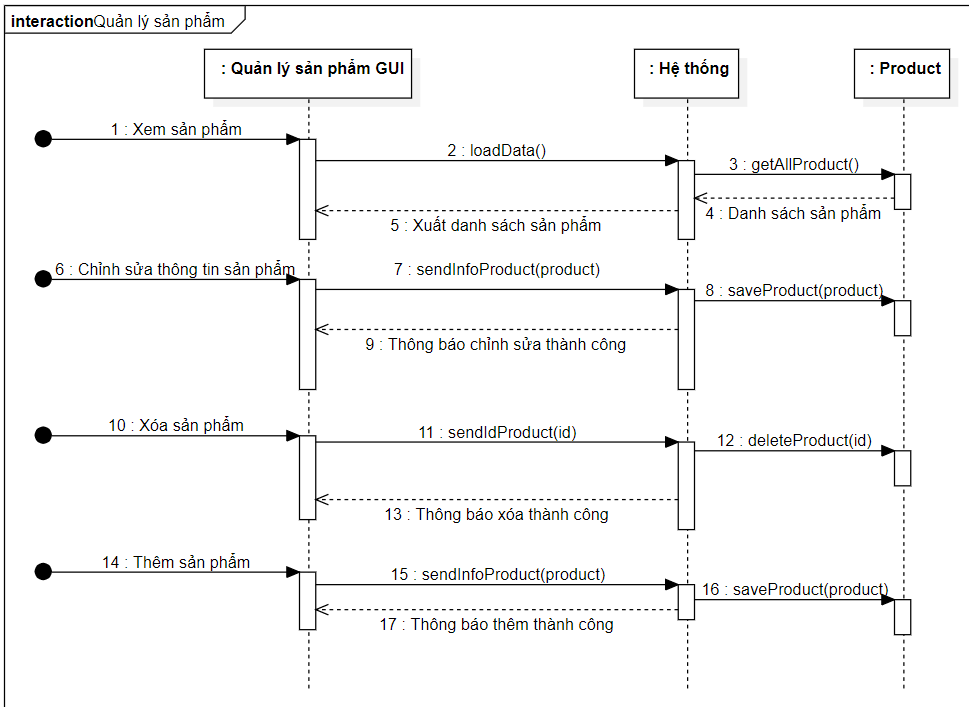 interactionQuản lý sản phẩm
: Quản lý sản phẩm GUI
: Hệ thống
: Product
1 : Xem sản phẩm
2 : loadData()
3 : getAllProduct()
4 : Danh sách sản phẩm
5 : Xuất danh sách sản phẩm
6 : Chỉnh sửa thông tin sản phẩm
7 : sendInfoProduct(product)
8 : saveProduct(product)
9 : Thông báo chỉnh sửa thành công
10 : Xóa sản phẩm
11 : sendIdProduct(id)
12 : deleteProduct(id)
13 : Thông báo xóa thành công
14 : Thêm sản phẩm
15 : sendInfoProduct(product)
16 : saveProduct(product)
17 : Thông báo thêm thành công